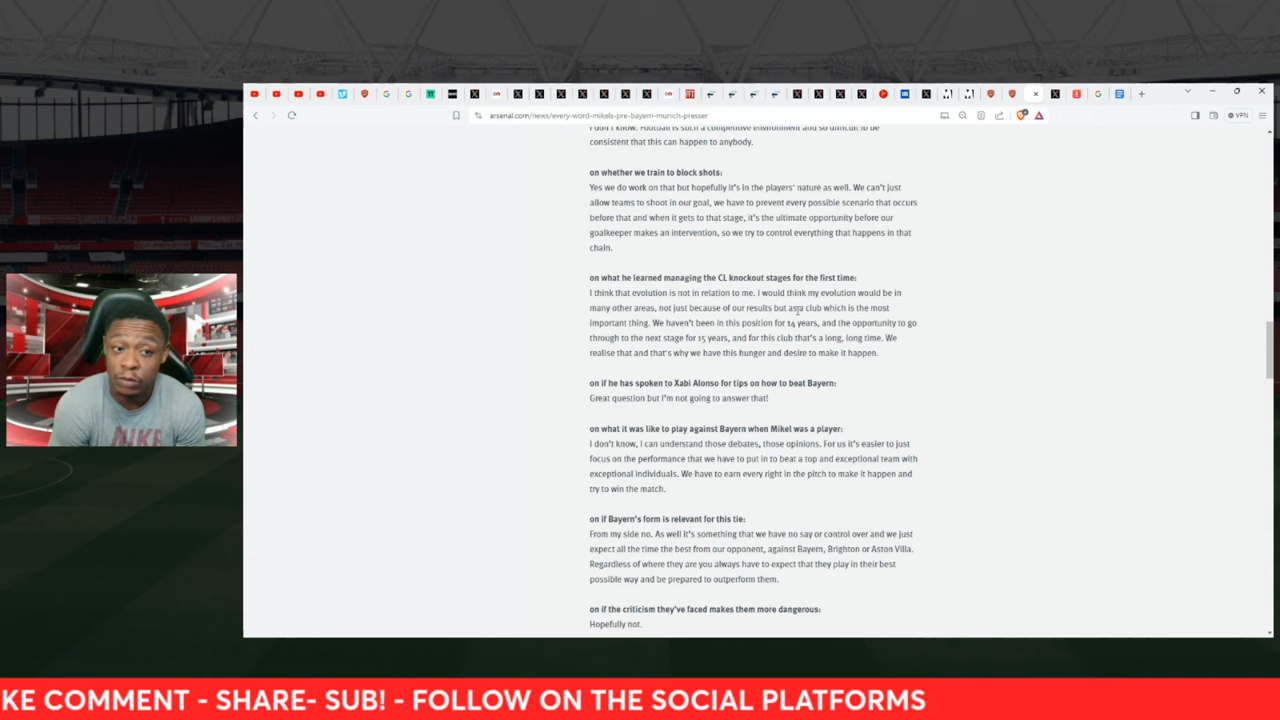 arsenal.com/news/every-word-mikels-pre-bayern-munich-presser
VPN
I don't know. Football is such a competitive environment and so difficult to be
consistent that this can happen to anybody.
on whether we train to block shots:
Yes we do work on that but hopefully it's in the players' nature as well. We can't just
allow teams to shoot in our goal, we have to prevent every possible scenario that occurs
before that and when it gets to that stage, it's the ultimate opportunity before our
goalkeeper makes an intervention, so we try to control everything that happens in that
chain.
on what he learned managing the CL knockout stages for the first time:
I think that evolution is not in relation to me. I would think my evolution would be in
many other areas, not just because of our results but as a club which is the most
important thing. We haven't been in this position for 14 years, and the opportunity to go
through to the next stage for 15 years, and for this club that's a long, long time. We
realise that and that's why we have this hunger and desire to make it happen.
on if he has spoken to Xabi Alonso for tips on how to beat Bayern:
Great question but I'm not going to answer that!
on what it was like to play against Bayern when Mikel was a player:
I don't know, I can understand those debates, those opinions. For us it's easier to just
focus on the performance that we have to put in to beat a top and exceptional team with
exceptional individuals. We have to earn every right in the pitch to make it happen and
try to win the match.
on if Bayern's form is relevant for this tie:
From my side no. As well it's something that we have no say or control over and we just
expect all the time the best from our opponent, against Bayern, Brighton or Aston Villa.
Regardless of where they are you always have to expect that they play in their best
possible way and be prepared to outperform them.
on if the criticism they've faced makes them more dangerous:
Hopefully not.
KE COMMENT - SHARE- SUB! - FOLLOW ON THE SOCIAL PLATFORMS